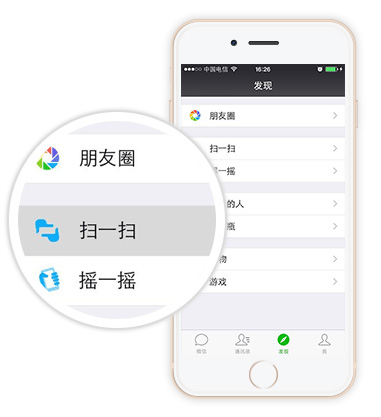 中国电信
16:26
发现
朋友圈
扫一扫
摇一摇
的人
瓶
物
游戏
微信
通讯录
发现
我
朋友圈
扫一扫
摇一摇